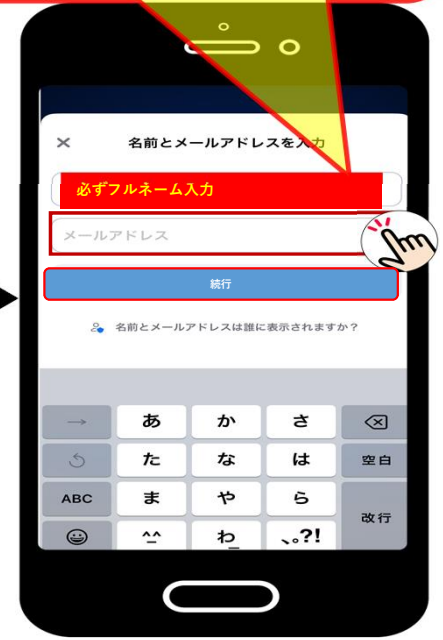 × 名前とメールアドレスを入力
必ずフルネーム入力
メールアドレス
続行
名前とメールアドレスは誰に表示されますか?
→ あ か さ
た な は 空白
ABC ま や ら
改行
^^ わ_ 、。?!